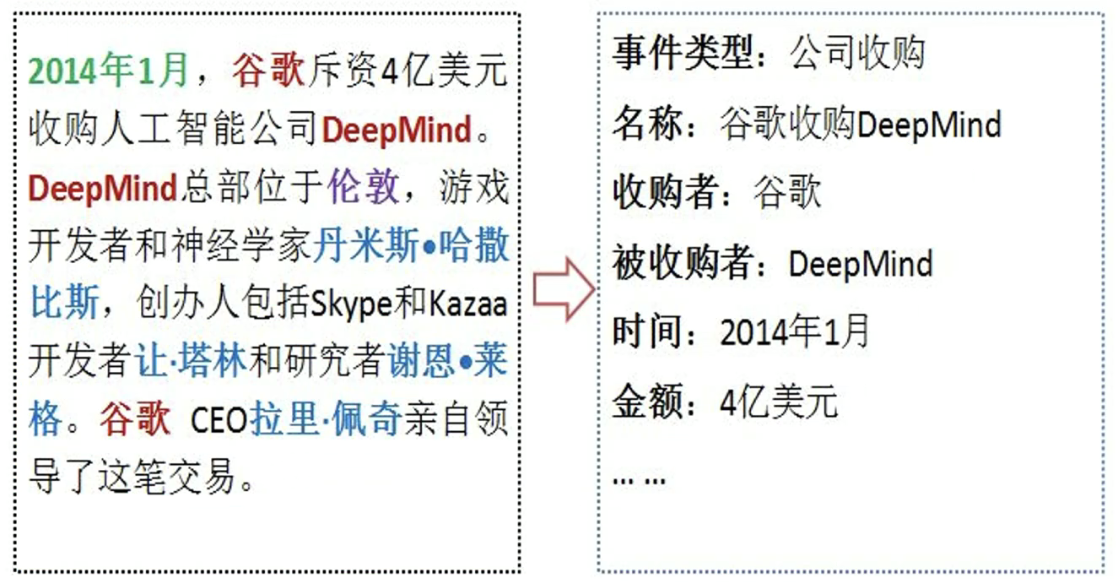 2014年1月，谷歌斥资4亿美元
收购人工智能公司DeepMind。
DeepMind总部位于伦敦，游戏
开发者和神经学家丹米斯•哈撒
比斯，创办人包括Skype和Kazaa
开发者让·塔林和研究者谢恩•莱
格。谷歌 CEO拉里·佩奇亲自领
导了这笔交易。
事件类型：公司收购
名称：谷歌收购DeepMind
收购者：谷歌
被收购者：DeepMind
时间：2014年1月
金额：4亿美元
... ...